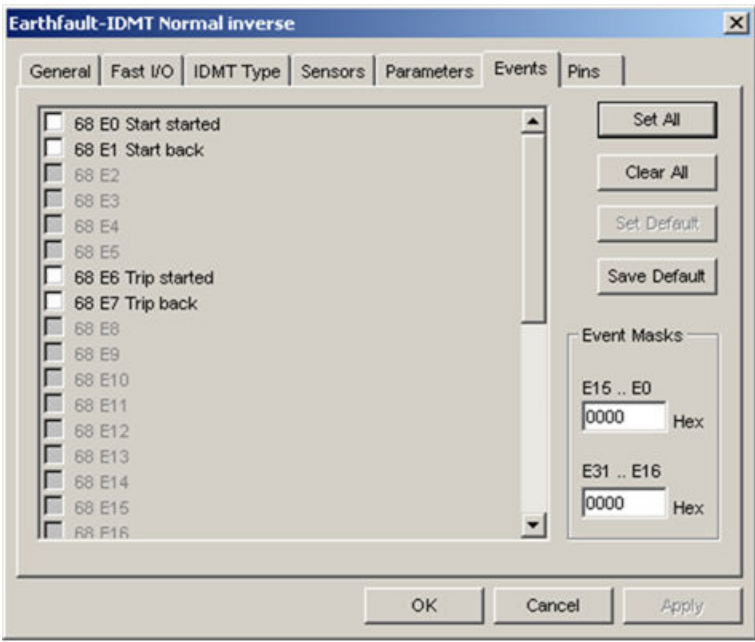 Earthfault-IDMT Normal inverse
General Fast I/O IDMT Type Sensors Parameters Events Pins
68 E0 Start started
68 E1 Start back
68 E2
68 E3
68 E4
68 E5
68 E6 Trip started
68 E7 Trip back
68 E8
68 E9
68 E10
68 E11
68 E12
68 E13
68 E14
68 E15
68 E16
Set All
Clear All
Set Default
Save Default
Event Masks
E15 .. E0
0000 Hex
E31 .. E16
0000 Hex
OK Cancel Apply